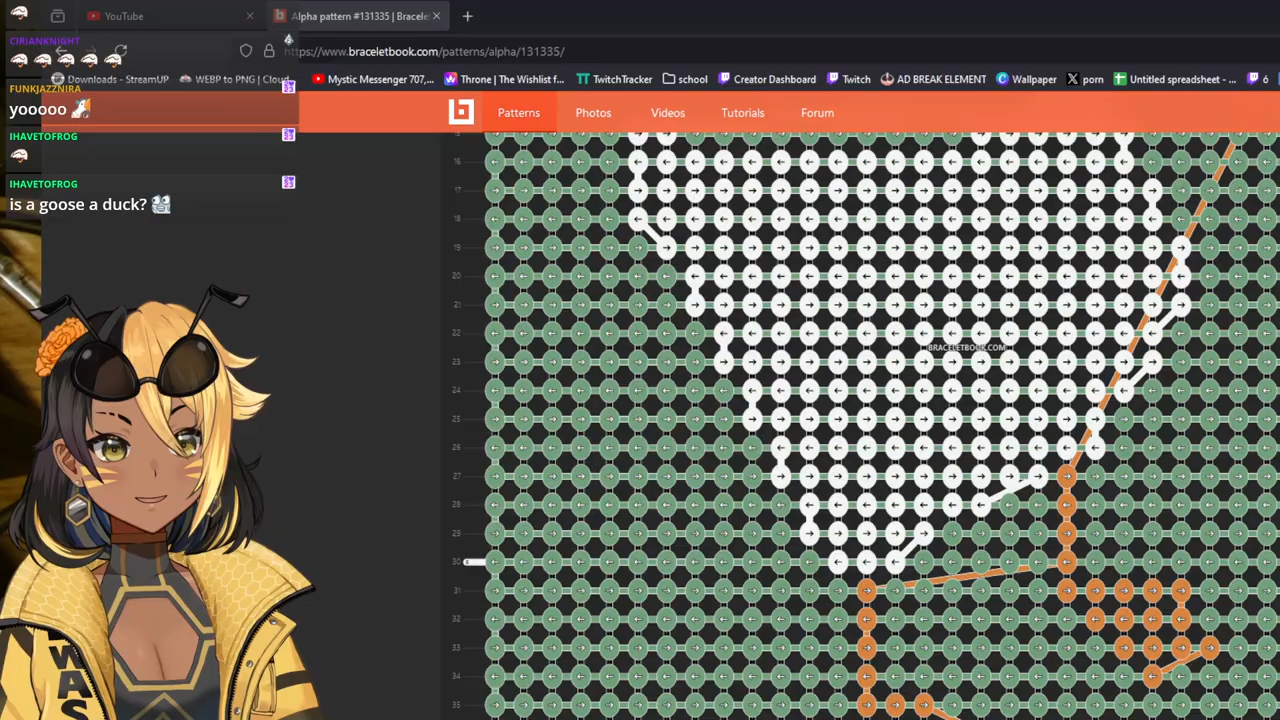 YouTube
Alpha pattern #131335 | Bracele
CIRIANKNIGHT
https://www.braceletbook.com/patterns/alpha/131335/
Downloads - StreamUP
WEBP to PNG | Cloud
Mystic Messenger 707,...
Throne | The Wishlist f...
TwitchTracker
school
Creator Dashboard
Twitch
AD BREAK ELEMENT
Wallpaper
porn
Untitled spreadsheet - ...
6
FUNKJAZZNIRA
yooooo
IHAVETOFROG
IHAVETOFROG
is a goose a duck?
Patterns
Photos
Videos
Tutorials
Forum
16
17
18
19
20
21
22
BRACELETBOOK.COM
23
24
25
26
27
28
29
30
31
32
33
34
35
WAS